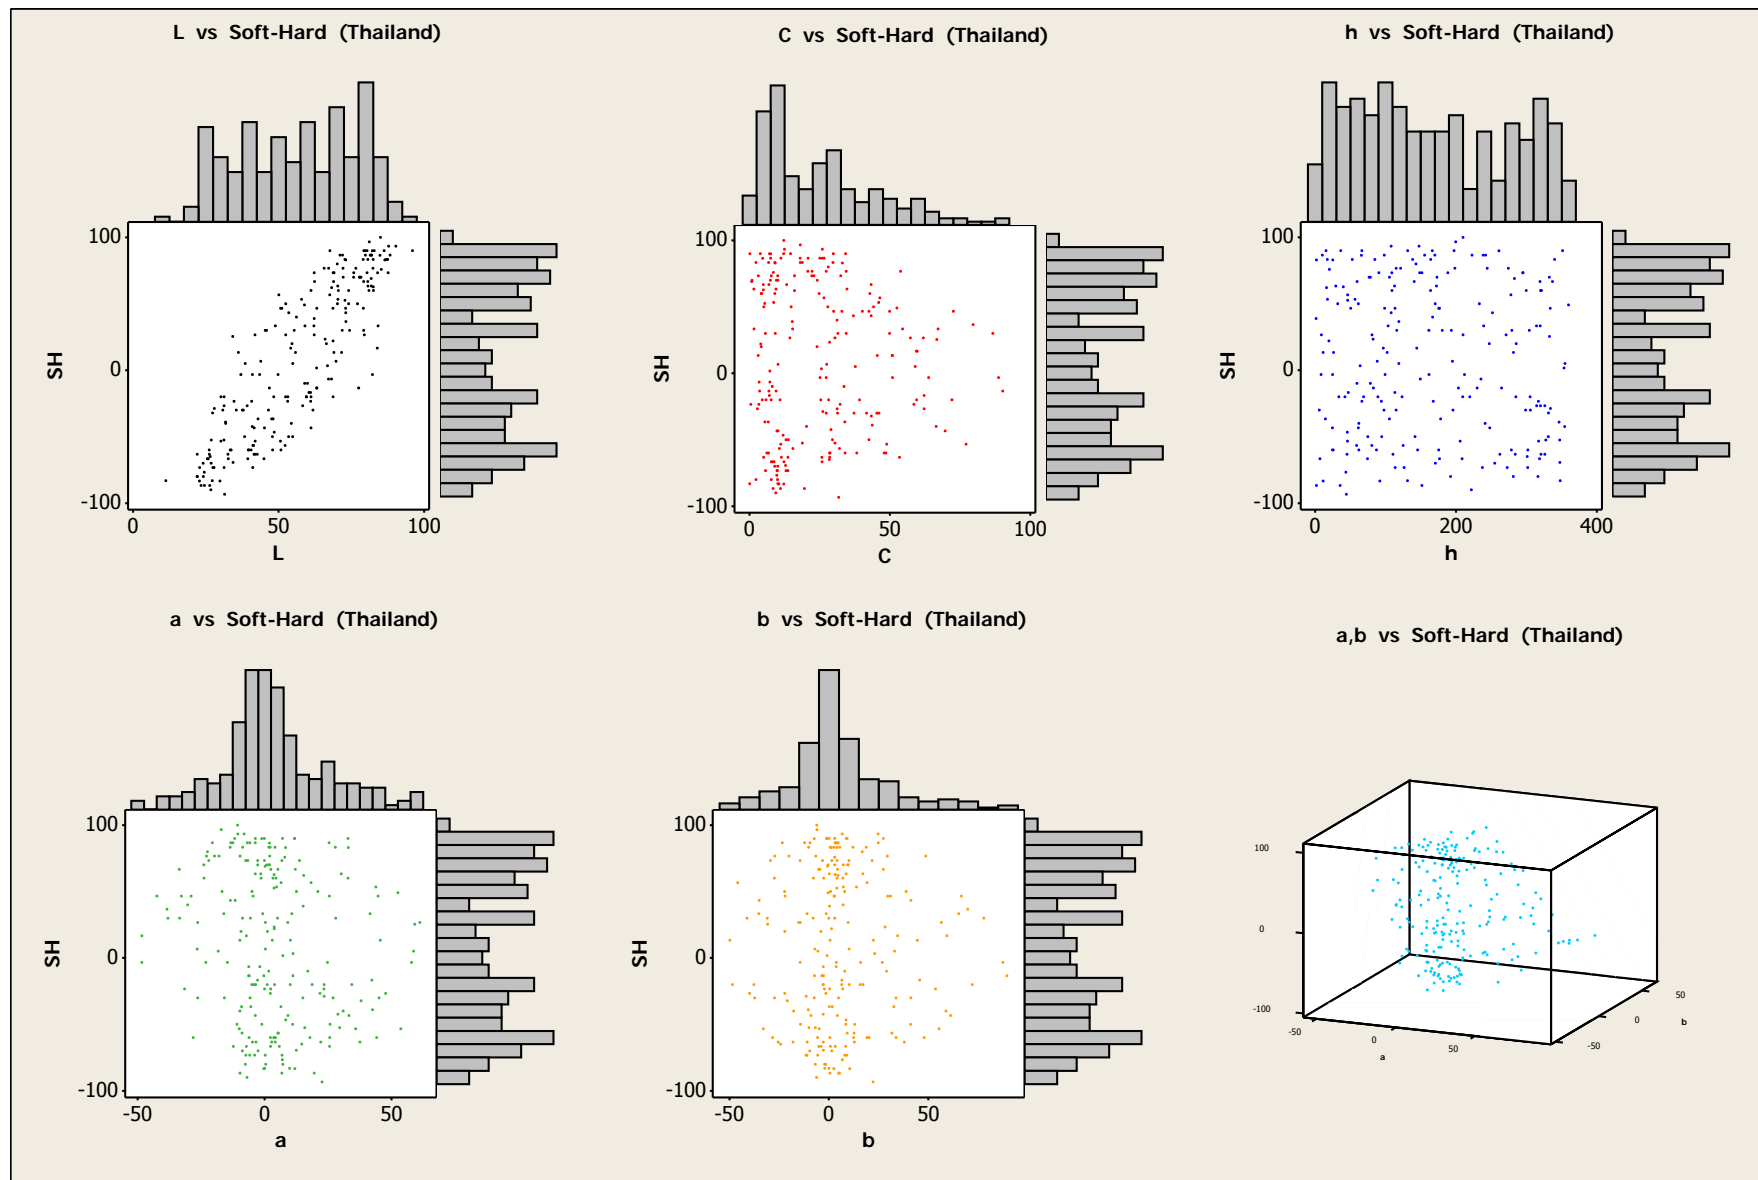 L vs Soft-Hard (Thailand)
C vs Soft-Hard (Thailand)
h vs Soft-Hard (Thailand)
100
0
-100
SH
0
50
100
L
100
0
-100
SH
0
50
100
C
100
0
-100
SH
0
200
400
h
a vs Soft-Hard (Thailand)
b vs Soft-Hard (Thailand)
a,b vs Soft-Hard (Thailand)
100
0
-100
SH
-50
0
50
a
100
0
-100
SH
-50
0
50
b
100
0
-100
-50
0
50
a
-50
0
50
b